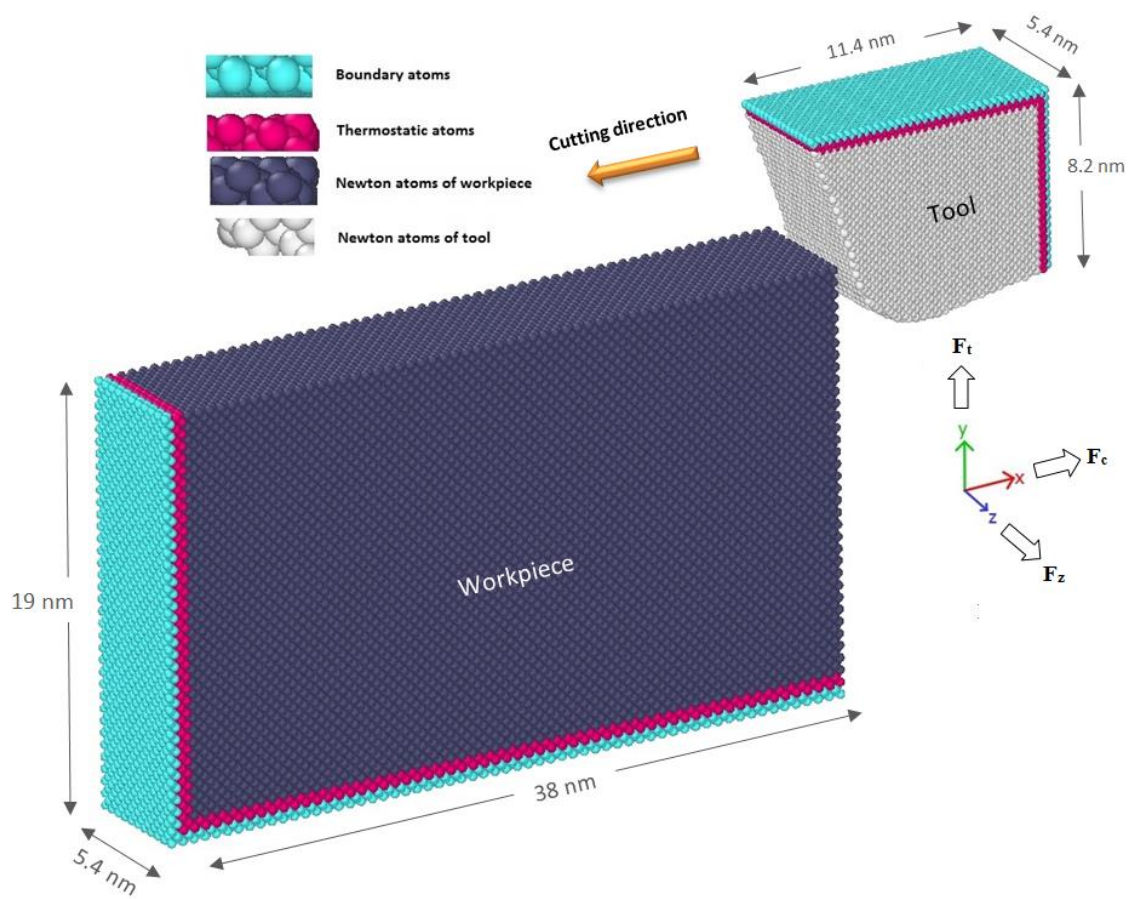 11.4 nm
5.4 nm
Boundary atoms
Thermostatic atoms
Cutting direction
Newton atoms of workpiece
8.2 nm
Tool
Newton atoms of tool
Ft
y
Fc
x
z
Fz
Workpiece
19 nm
38 nm
5.4 nm